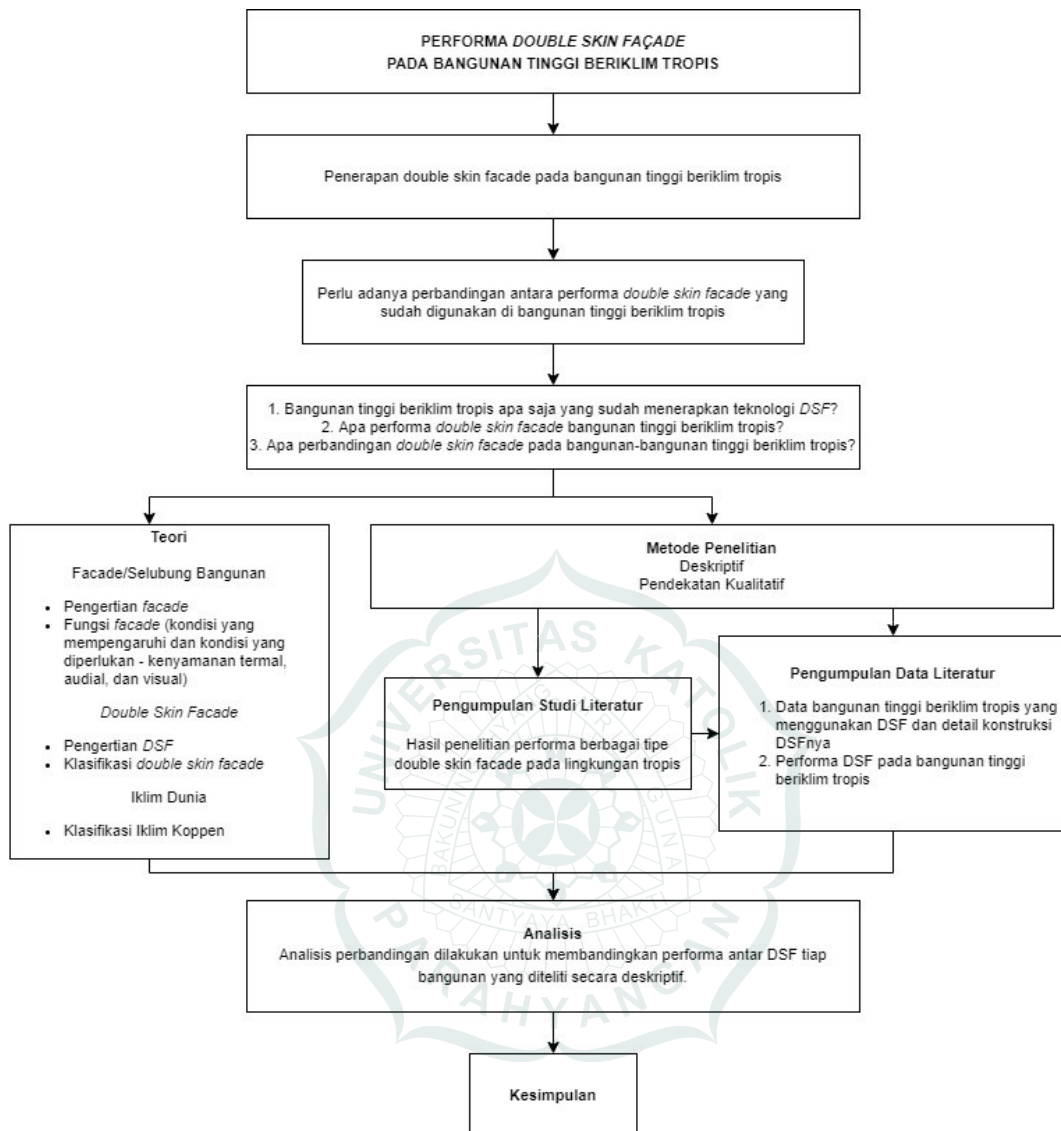 PERFORMA DOUBLE SKIN FAÇADE
PADA BANGUNAN TINGGI BERIKLIM TROPIS
Penerapan double skin facade pada bangunan tinggi beriklim tropis
Perlu adanya perbandingan antara performa double skin facade yang
sudah digunakan di bangunan tinggi beriklim tropis
1. Bangunan tinggi beriklim tropis apa saja yang sudah menerapkan teknologi DSF?
2. Apa performa double skin facade bangunan tinggi beriklim tropis?
3. Apa perbandingan double skin facade pada bangunan-bangunan tinggi beriklim tropis?
Teori
Facade/Selubung Bangunan
• Pengertian facade
• Fungsi facade (kondisi yang
mempengaruhi dan kondisi yang
diperlukan - kenyamanan termal,
audial, dan visual)
Double Skin Facade
• Pengertian DSF
• Klasifikasi double skin facade
Iklim Dunia
• Klasifikasi Iklim Koppen
Metode Penelitian
Deskriptif
Pendekatan Kualitatif
Pengumpulan Studi Literatur
Hasil penelitian performa berbagai tipe
double skin facade pada lingkungan tropis
Pengumpulan Data Literatur
1. Data bangunan tinggi beriklim tropis yang
menggunakan DSF dan detail konstruksi
DSFnya
2. Performa DSF pada bangunan tinggi
beriklim tropis
Analisis
Analisis perbandingan dilakukan untuk membandingkan performa antar DSF tiap
bangunan yang diteliti secara deskriptif.
Kesimpulan
UNIVERSITAS KATOLIK
PARAHYANGAN
SANTYAYA BHAKTI